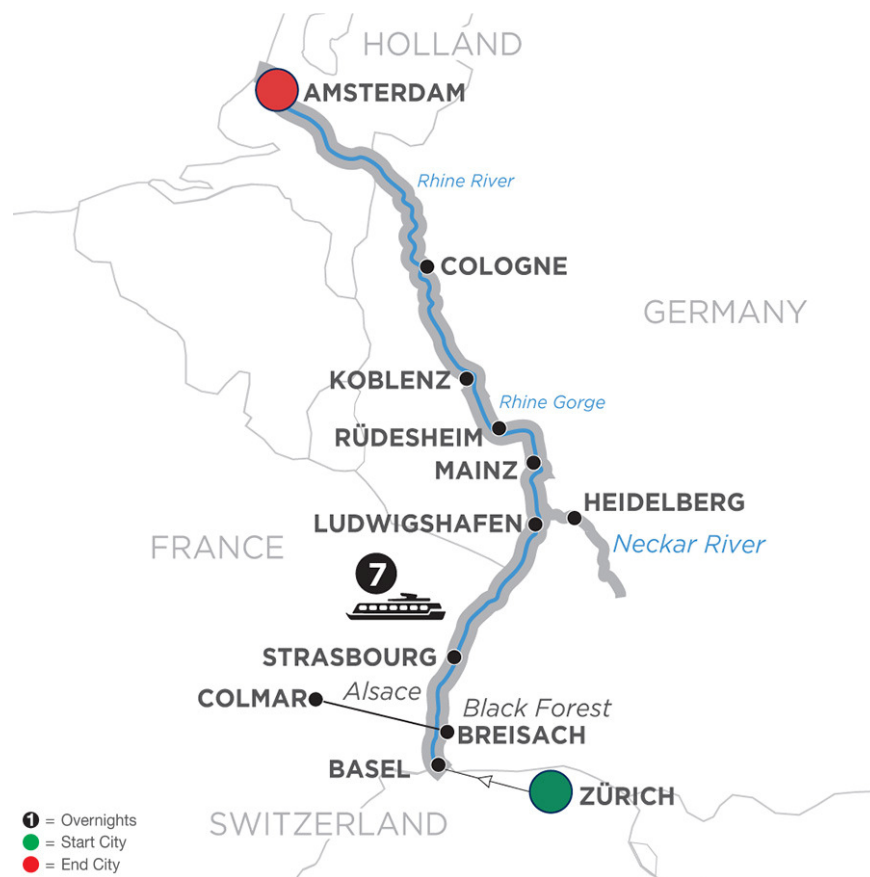 HOLLAND
AMSTERDAM
Rhine River
COLOGNE
GERMANY
KOBLENZ
Rhine Gorge
RÜDESHEIM
MAINZ
HEIDELBERG
LUDWIGSHAFEN
Neckar River
FRANCE
7
STRASBOURG
COLMAR
Alsace
Black Forest
BREISACH
BASEL
ZÜRICH
SWITZERLAND
1 = Overnights
= Start City
= End City